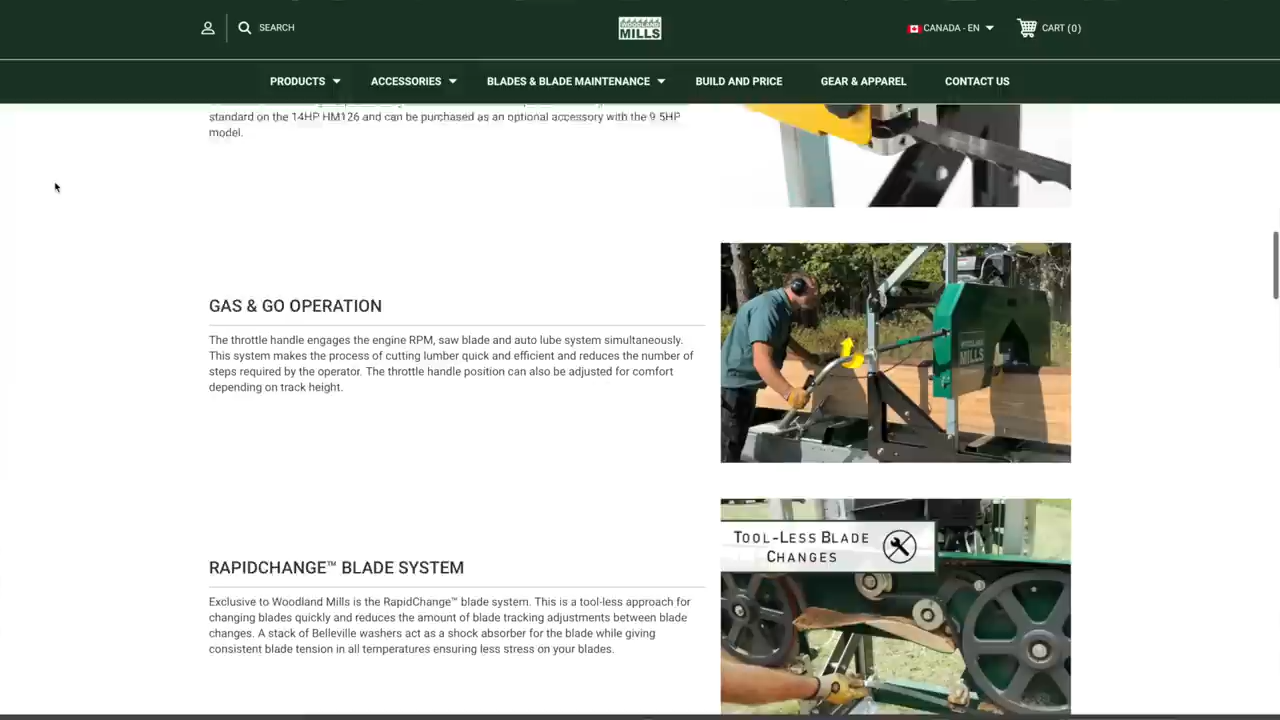 SEARCH
WOODLAND
MILLS
CANADA - EN
CART (0)
PRODUCTS
ACCESSORIES
BLADES & BLADE MAINTENANCE
BUILD AND PRICE
GEAR & APPAREL
CONTACT US
standard on the 14HP HM126 and can be purchased as an optional accessory with the 9.5HP
model.
GAS & GO OPERATION
The throttle handle engages the engine RPM, saw blade and auto lube system simultaneously.
This system makes the process of cutting lumber quick and efficient and reduces the number of
steps required by the operator. The throttle handle position can also be adjusted for comfort
depending on track height.
WOODLAND
MILLS
RAPIDCHANGE™ BLADE SYSTEM
Exclusive to Woodland Mills is the RapidChange™ blade system. This is a tool-less approach for
changing blades quickly and reduces the amount of blade tracking adjustments between blade
changes. A stack of Belleville washers act as a shock absorber for the blade while giving
consistent blade tension in all temperatures ensuring less stress on your blades.
TOOL-LESS BLADE
CHANGES